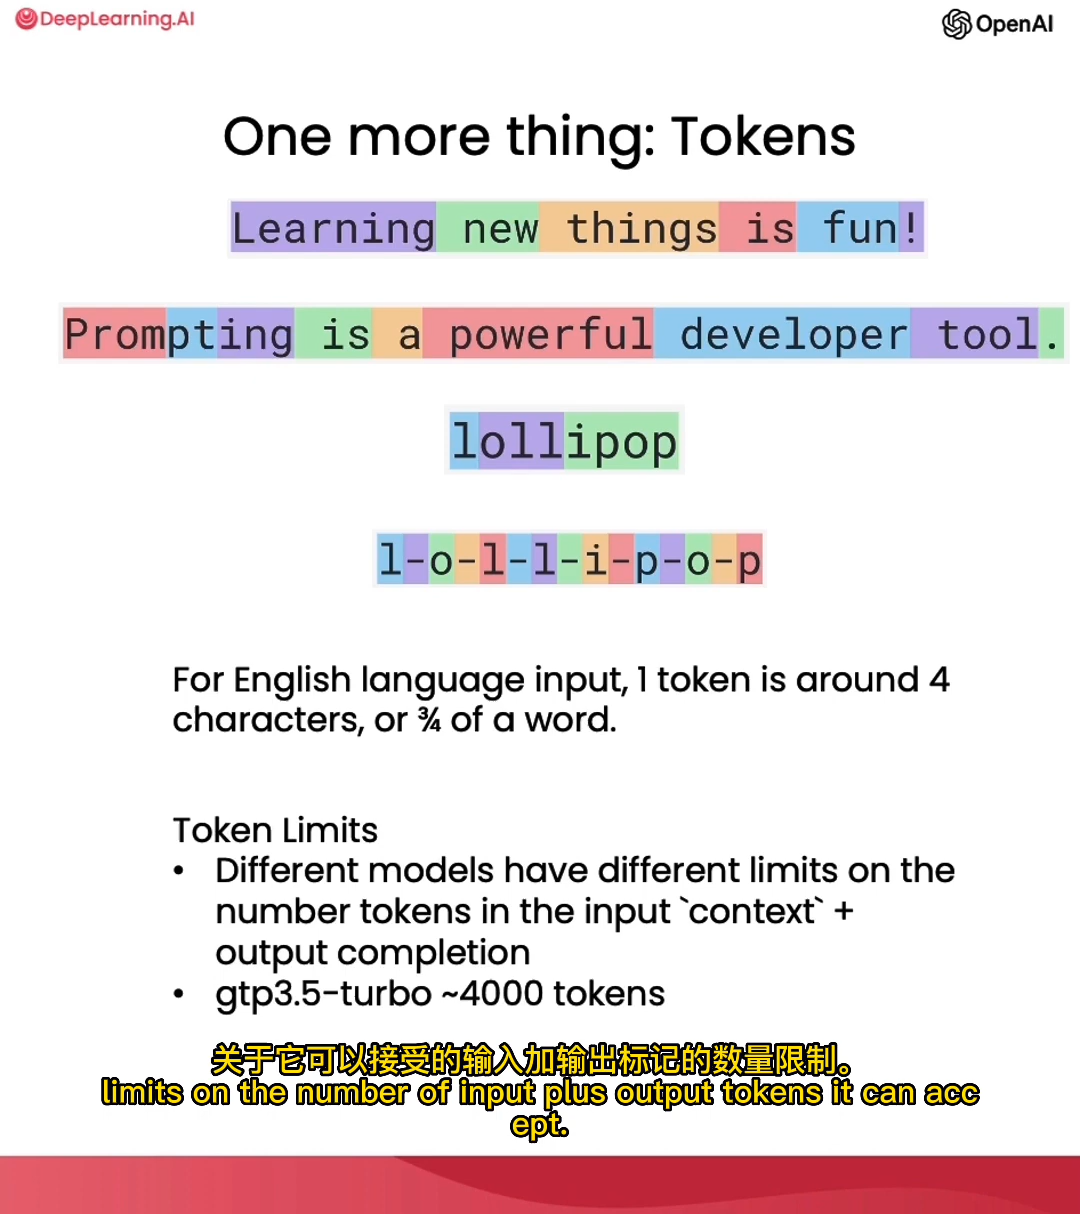 DeepLearning.AI
OpenAI
One more thing: Tokens
Learning new things is fun!
Prompting is a powerful developer tool.
lollipop
l-o-l-l-i-p-o-p
For English language input, 1 token is around 4
characters, or ¾ of a word.
Token Limits
• Different models have different limits on the
number tokens in the input `context` +
output completion
• gtp3.5-turbo ~4000 tokens
关于它可以接受的输入加输出标记的数量限制。
limits on the number of input plus output tokens it can acc
ept.